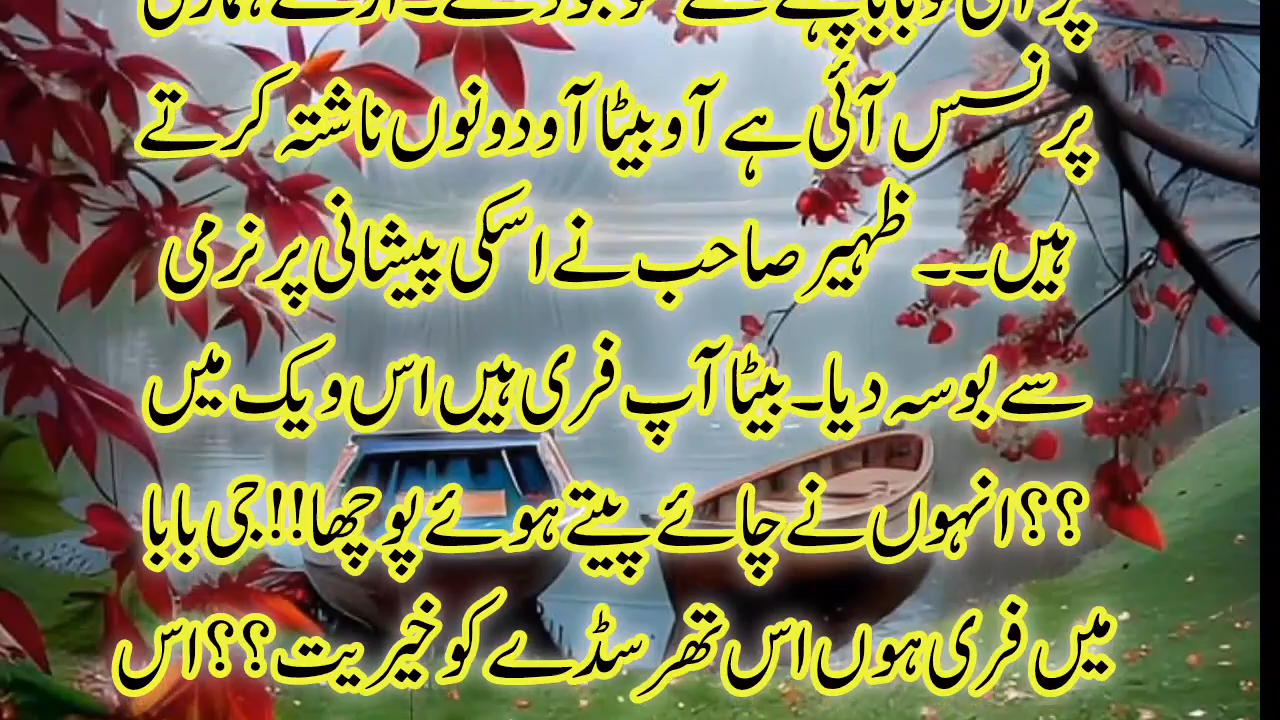 پرنسس آئی ہے آو بیٹا آو دونوں ناشتہ کرتے
ہیں۔۔ ظہیر صاحب نے اسکی پیشانی پر نرمی
سے بوسہ دیا۔ بیٹا آپ فری ہیں اس ویک میں
؟؟ انہوں نے چائے پیتے ہوئے پوچھا!! جی بابا
میں فری ہوں اس تھرسڈے کو خیریت؟؟ اس